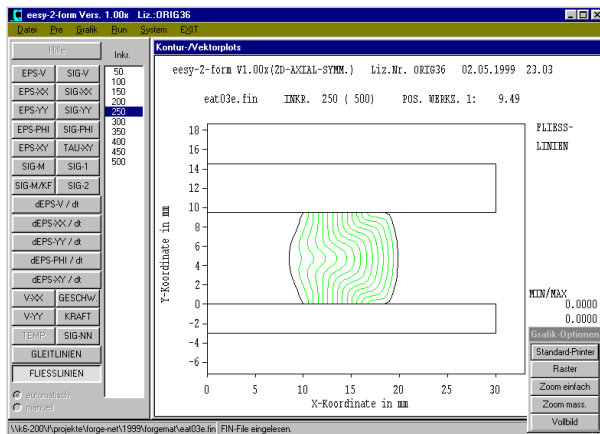 eesy-2-form Vers. 1.00x Liz.:ORIG36
Datei Pre Grafik Run System EXIT
Hilfe
Inkr.
EPS-V SIG-V
EPS-XX SIG-XX
EPS-YY SIG-YY
EPS-PHI SIG-PHI
EPS-XY TAU-XY
SIG-M SIG-1
SIG-M/KF SIG-2
dEPS-V / dt
dEPS-XX / dt
dEPS-YY / dt
dEPS-PHI / dt
dEPS-XY / dt
V-XX GESCHW.
V-YY KRAFT
TEMP SIG-NN
GLEITLINIEN
FLIESSLINIEN
automatisch
manuell
50
100
150
200
250
300
350
400
450
500
Kontur-/Vektorplots
eesy-2-form V1.00x(2D-AXIAL-SYMM.) Liz.Nr. ORIG36 02.05.1999 23.03
eat03e.fin INKR. 250 ( 500) POS. WERKZ. 1: 9.49
FLIESS-
LINIEN
18
16
14
12
10
8
6
4
2
0
-2
-4
-6
Y-Koordinate in mm
0 5 10 15 20 25 30
X-Koordinate in mm
MIN/MAX
0.0000
0.0000
Grafik-Optionen
Standard-Printer
Raster
Zoom einfach
Zoom mass.
Vollbild
\\k6-200\f\projekte\forge-net\1999\forgemat\eat03e.fin FIN-File eingelesen.